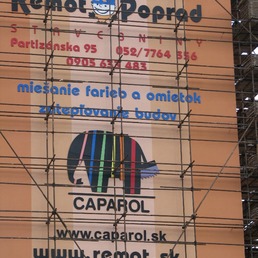 Remot Poprad
STAVEBNINY
Partizánska 95 052/7764 556
0905 483
miešanie farieb a omietok
zatepľovanie budov
CAPAROL
www.caparol.sk
www.remot.sk